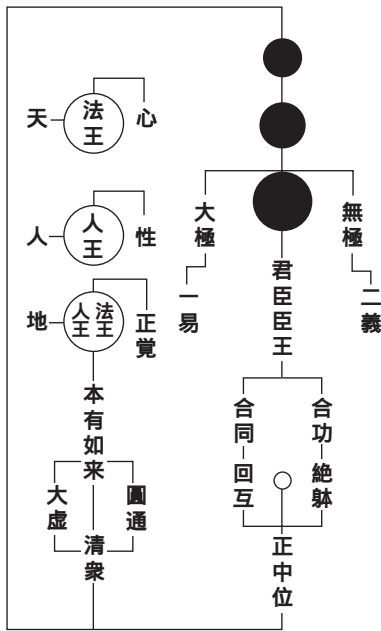 無極
二義
大極
一易
君臣臣王
合功
絶躰
合同
回互
正中位
心
法王
天
性
人王
人
正覚
法王
人王
地
本有如来
圓通
大虚
清衆